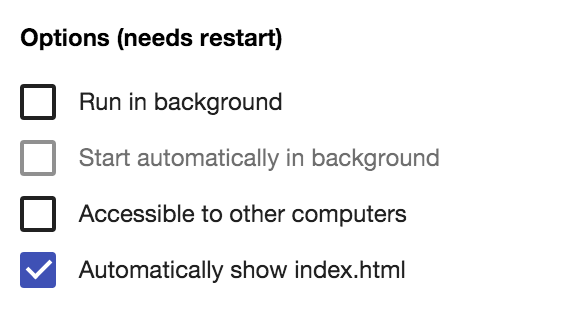 Options (needs restart)
Run in background
Start automatically in background
Accessible to other computers
Automatically show index.html